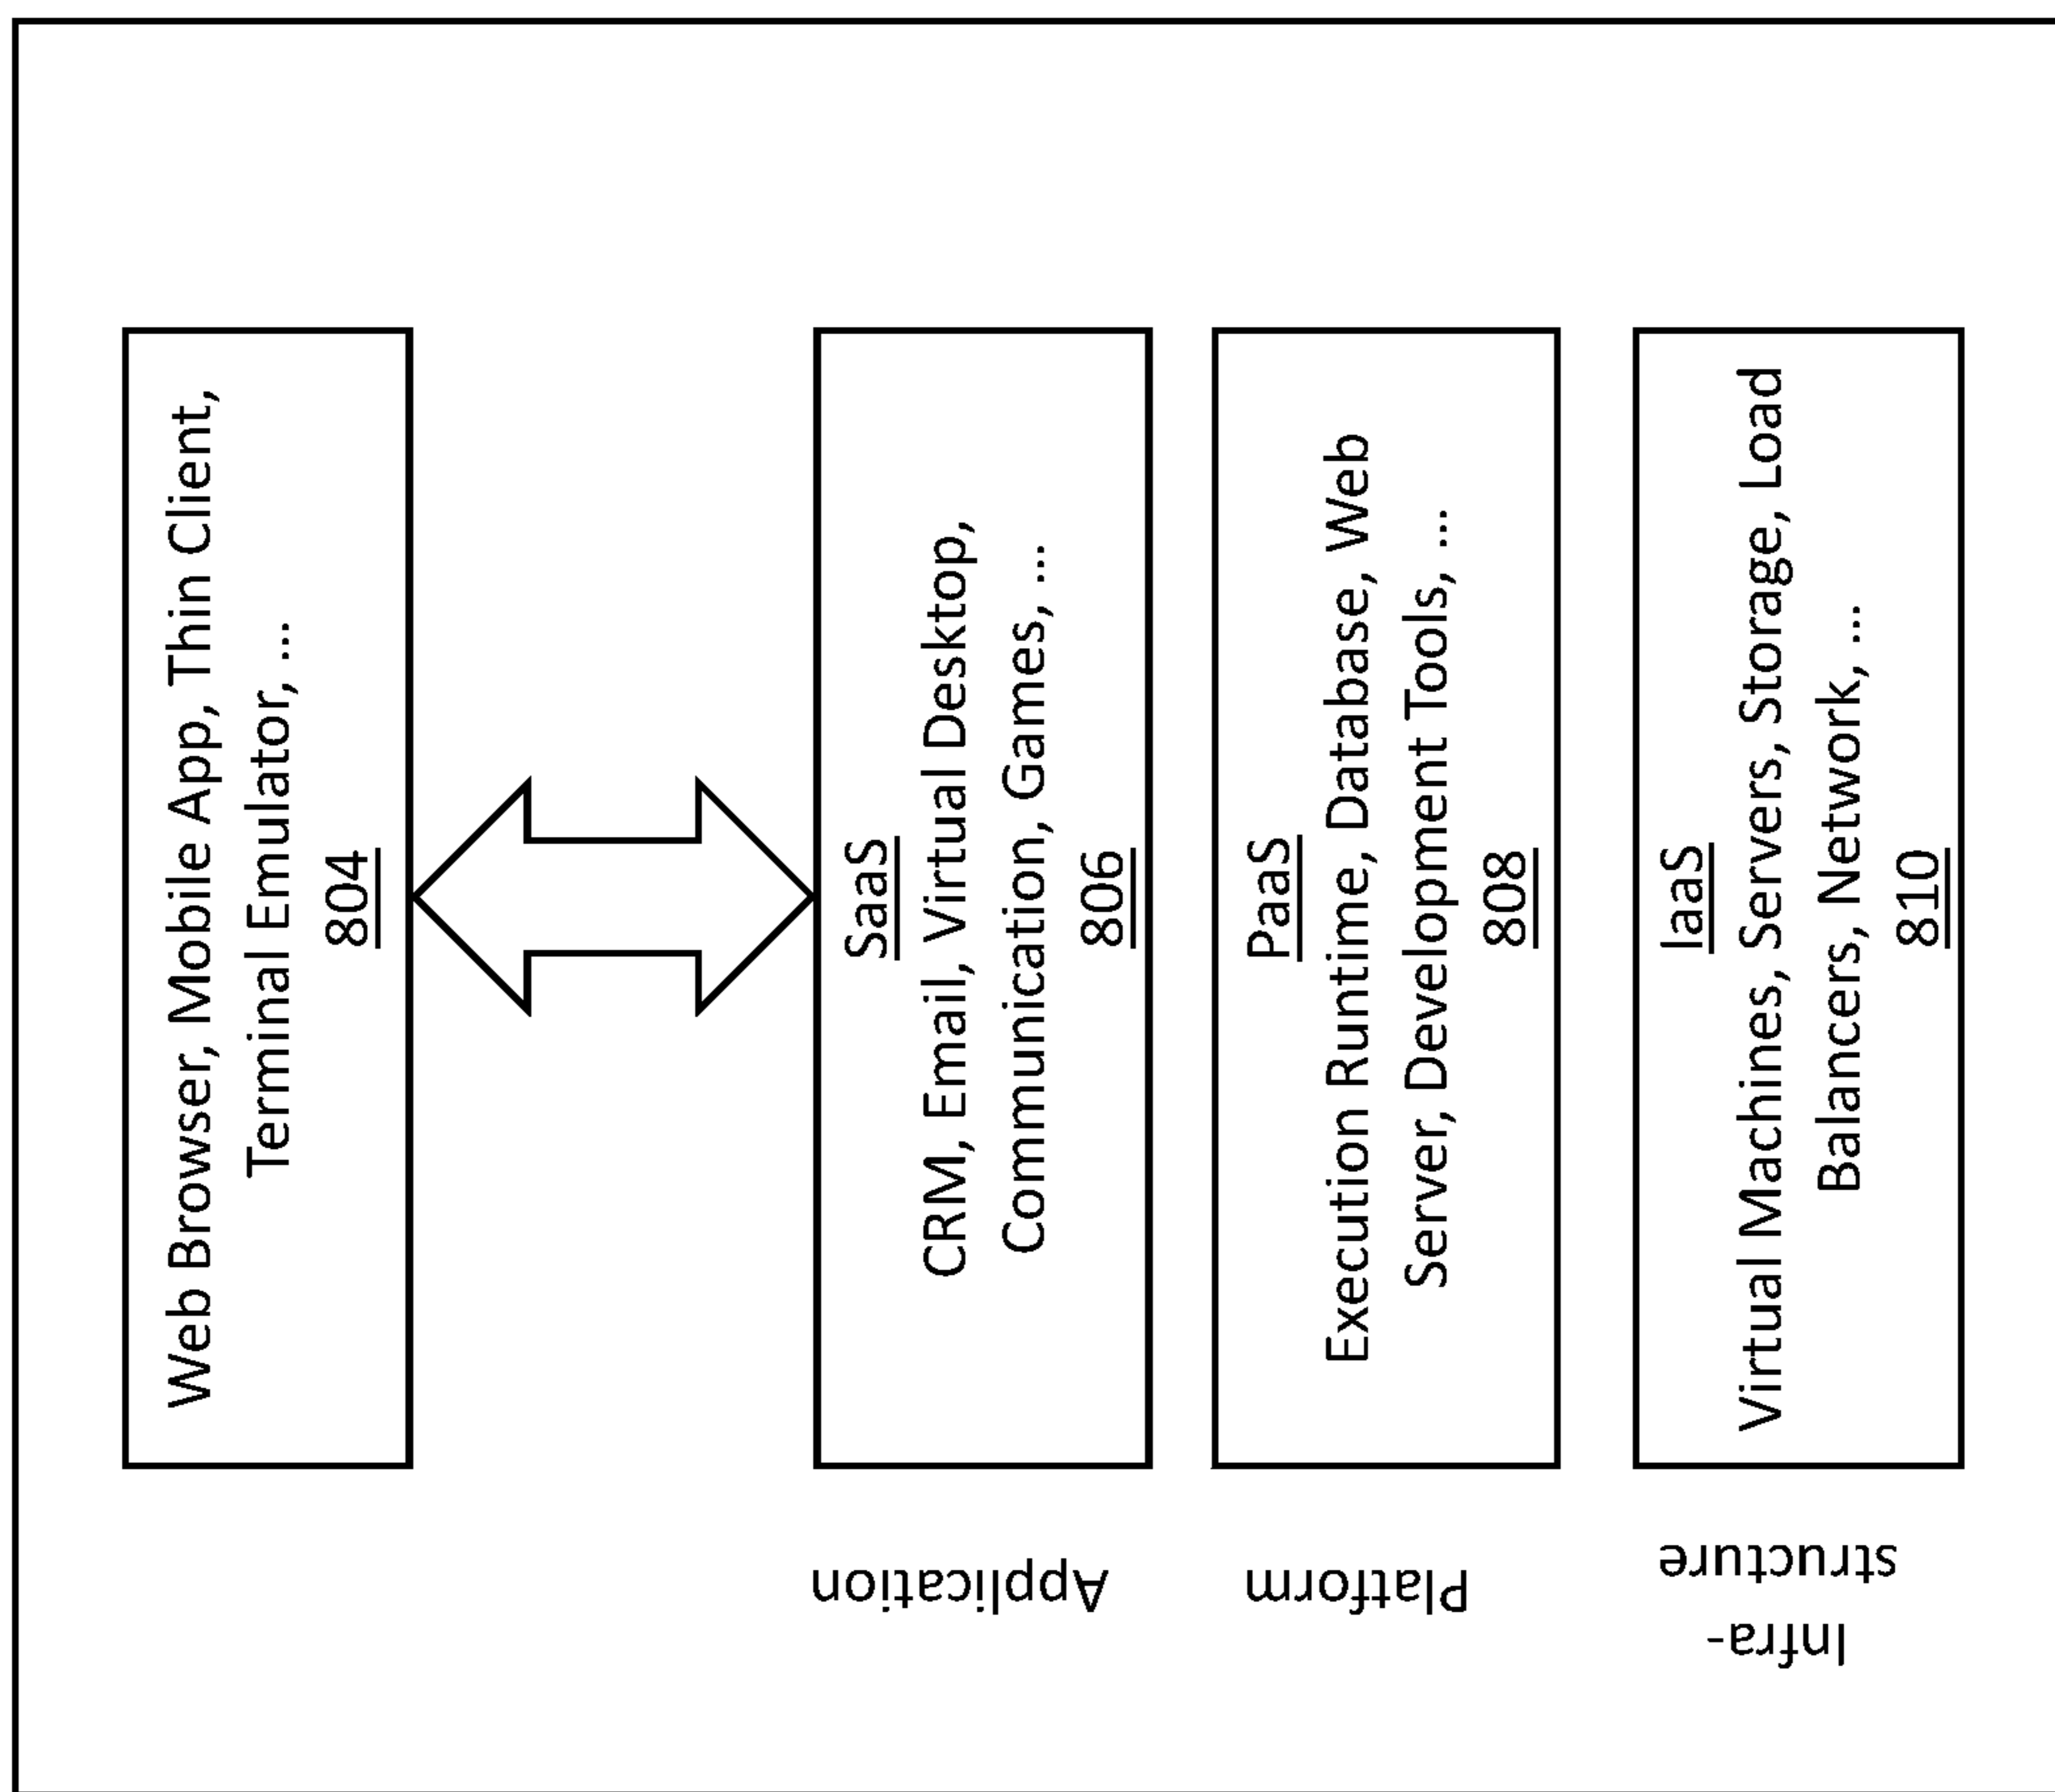 Web Browser, Mobile App, Thin Client,
Terminal Emulator, ...
804
Application
SaaS
CRM, Email, Virtual Desktop,
Communication, Games, ...
806
Platform
PaaS
Execution Runtime, Database, Web
Server, Development Tools, ...
808
Infra-
structure
IaaS
Virtual Machines, Servers, Storage, Load
Balancers, Network, ...
810